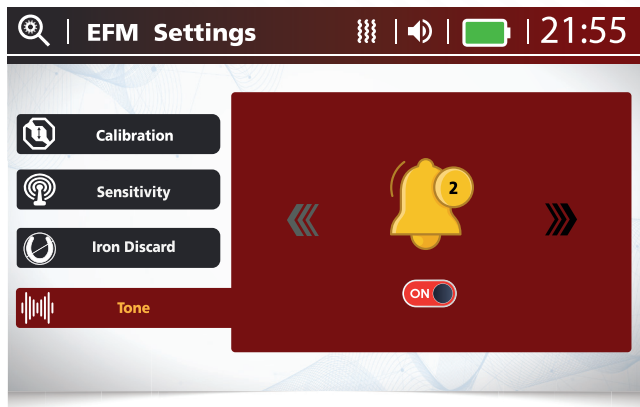 EFM Settings
21:55
Calibration
Sensitivity
Iron Discard
Tone
2
ON